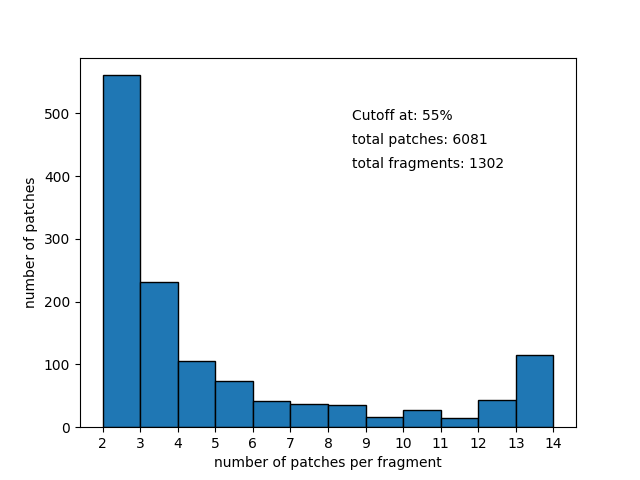 Cutoff at: 55%
total patches: 6081
total fragments: 1302
500
400
300
200
100
0
number of patches
2 3 4 5 6 7 8 9 10 11 12 13 14
number of patches per fragment